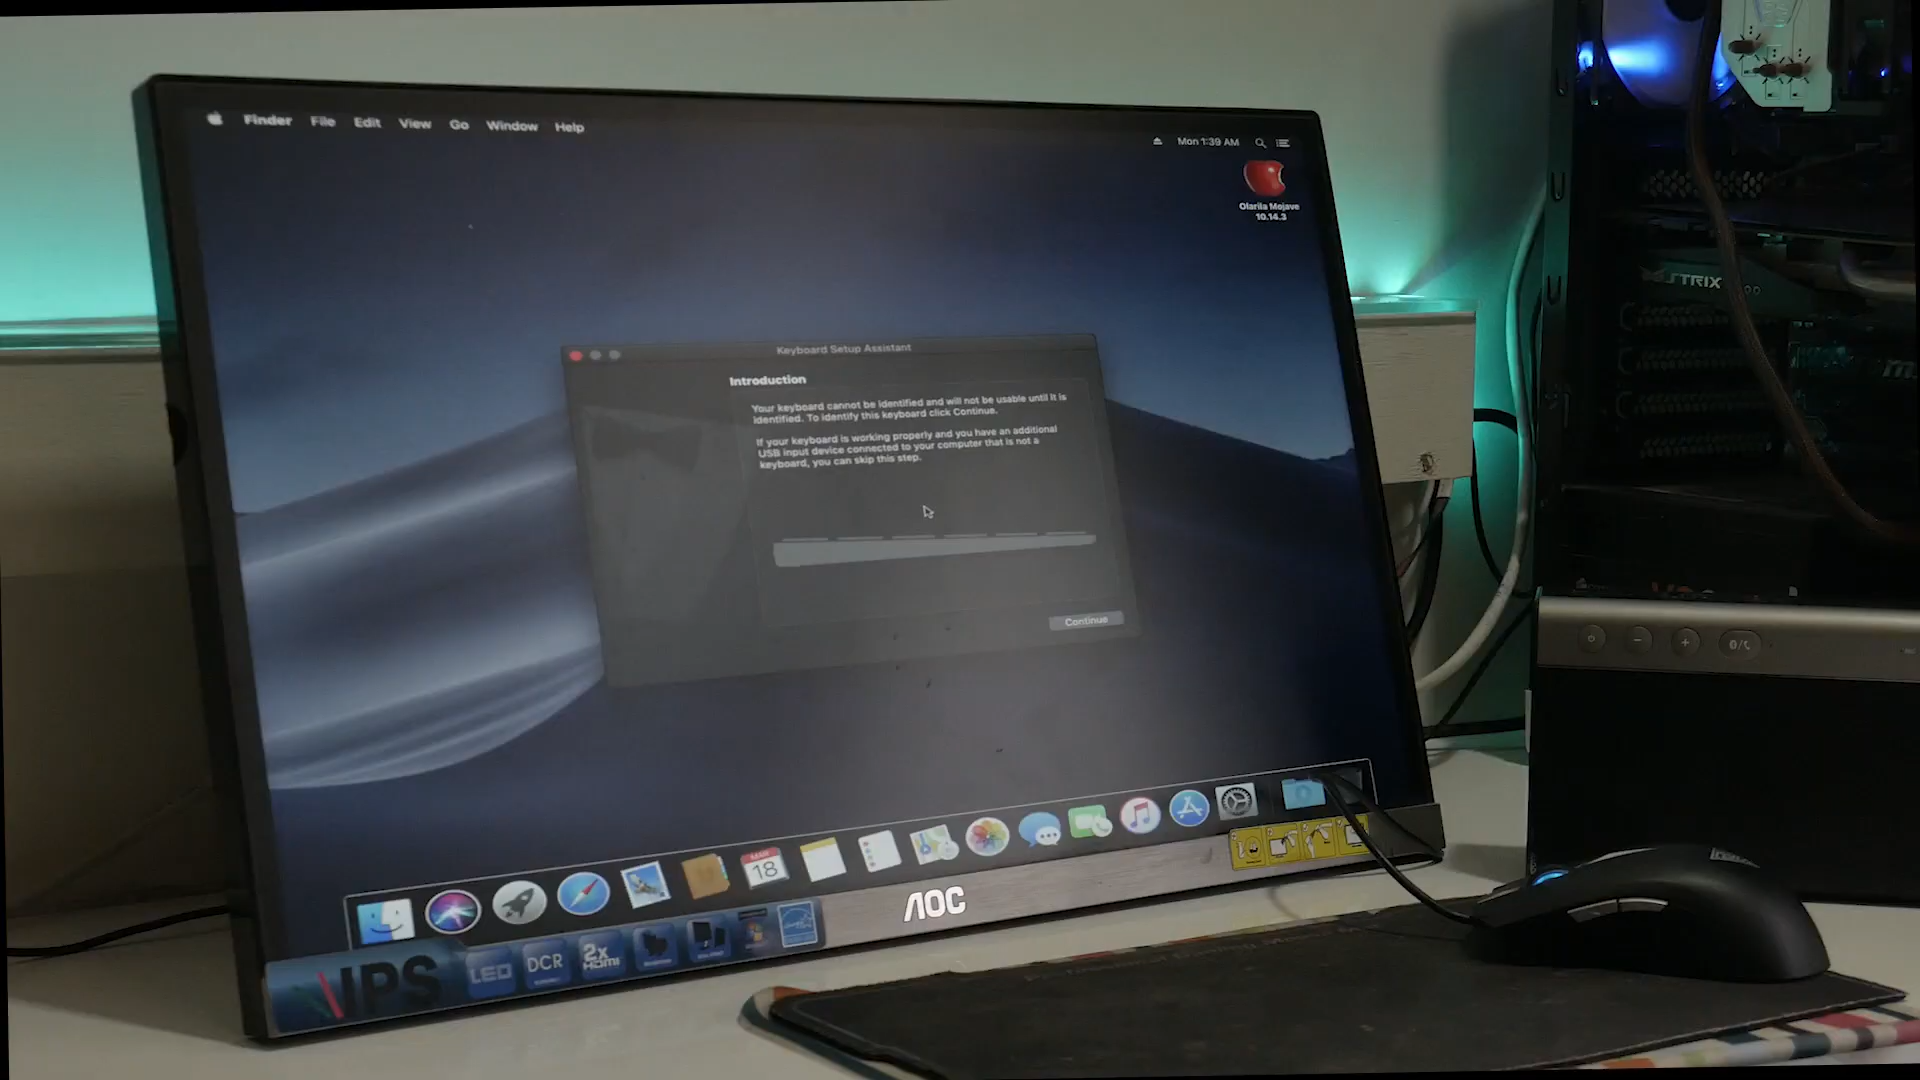 Finder File Edit View Go Window Help
Mon 1:39 AM
Olarila Mojave
10.14.3
Keyboard Setup Assistant
Introduction
Your keyboard cannot be identified and will not be usable until it is
identified. To identify this keyboard click Continue.
If your keyboard is working properly and you have an additional
USB input device connected to your computer that is not a
keyboard, you can skip this step.
Continue
STRIX
18
AOC
IPS
LED
DCR
2x
HDMI